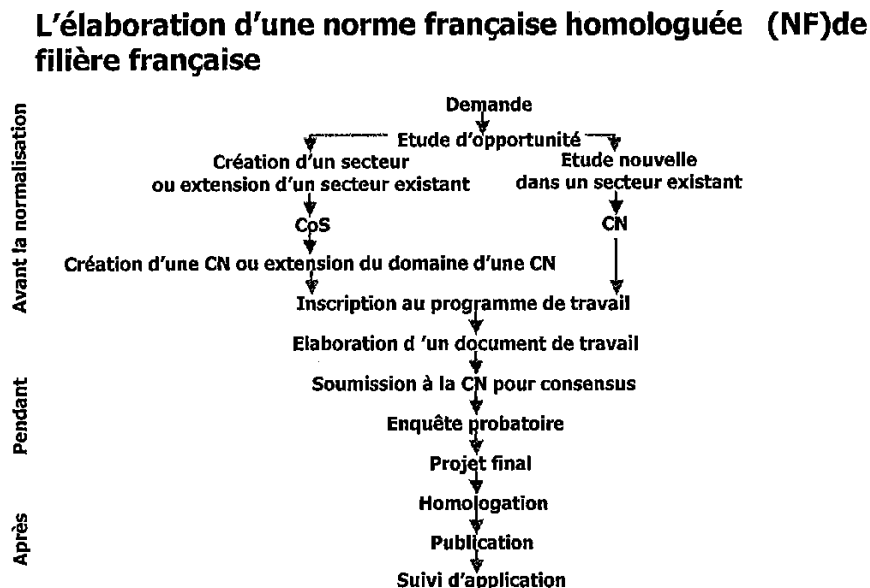 L'élaboration d'une norme française homologuée (NF)de
filière française
Avant la normalisation
Demande
Etude d'opportunité
Création d'un secteur
ou extension d'un secteur existant
Etude nouvelle
dans un secteur existant
CoS
CN
Création d'une CN ou extension du domaine d'une CN
Inscription au programme de travail
Elaboration d 'un document de travail
Pendant
Soumission à la CN pour consensus
Enquête probatoire
Projet final
Après
Homologation
Publication
Suivi d'application